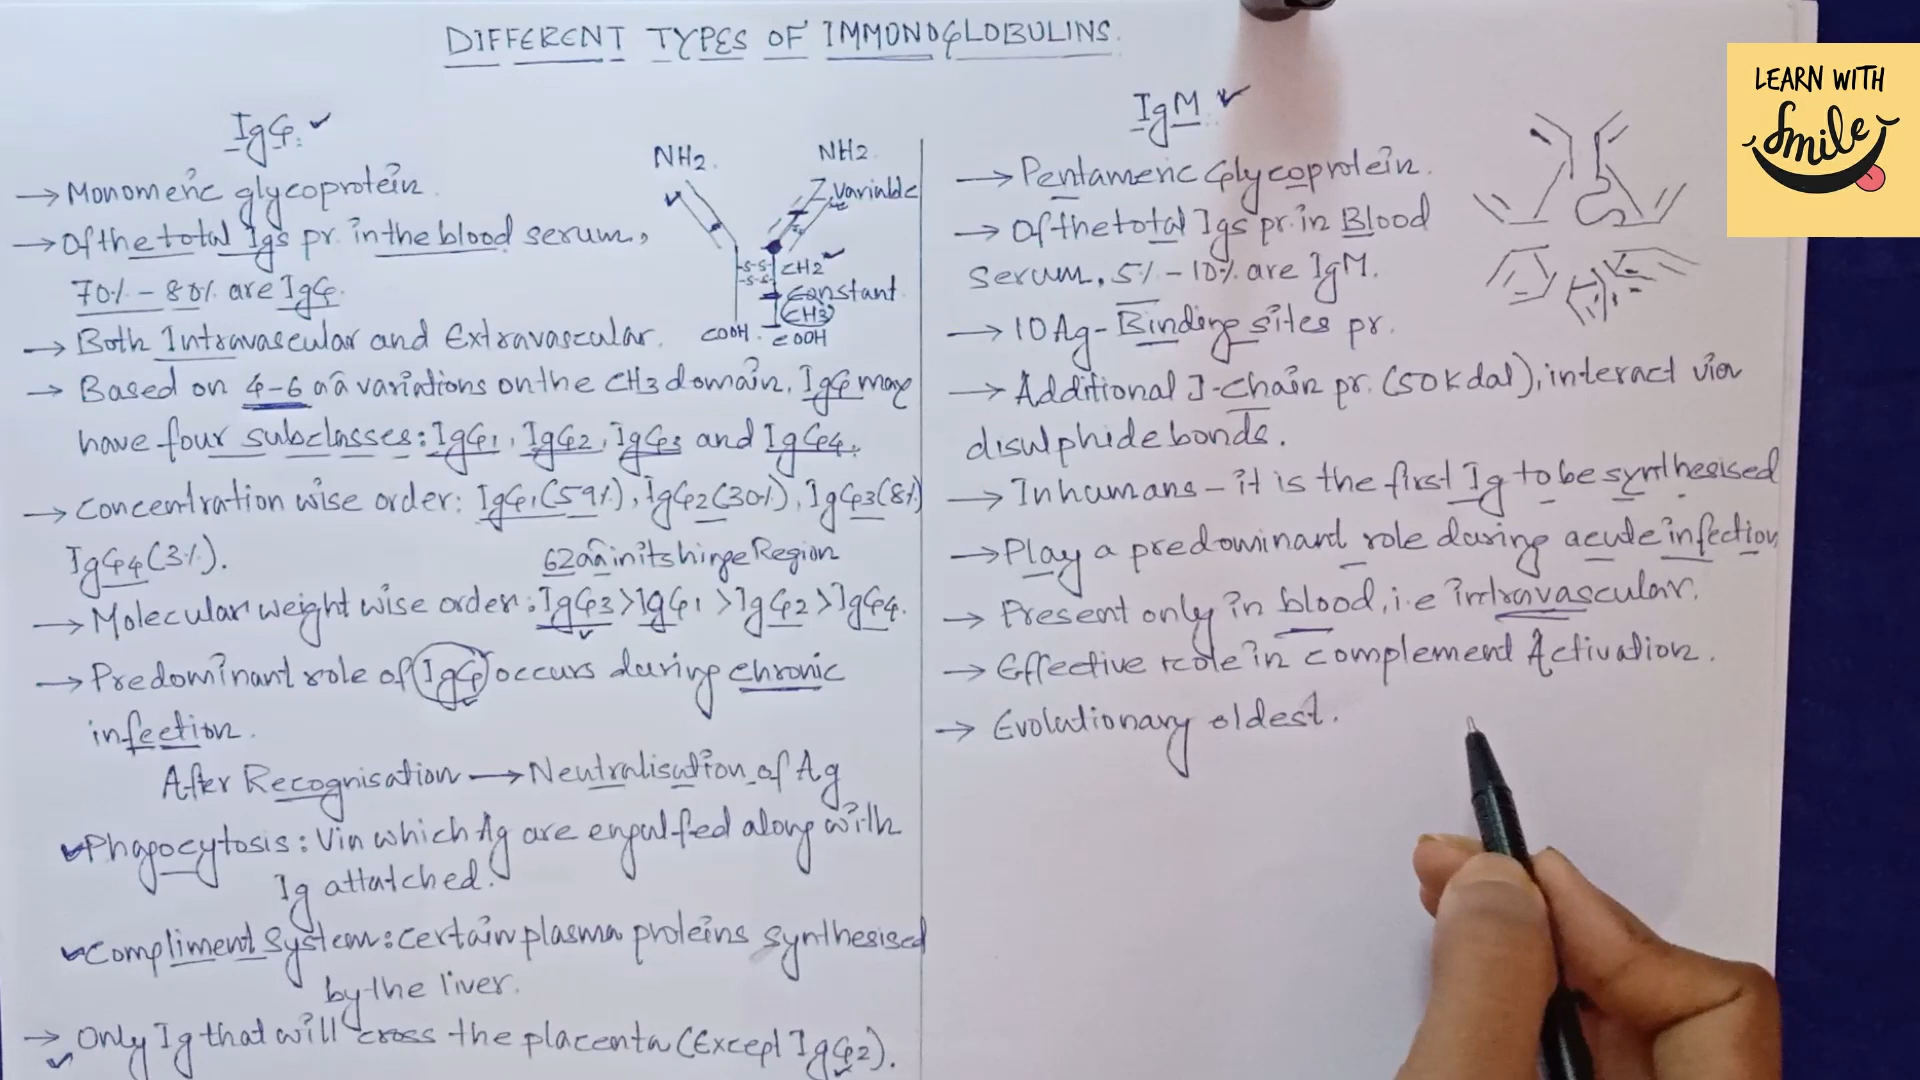 DIFFERENT TYPES OF IMMONOGLOBULINS.
LEARN WITH
Smile
IgG.
→ Monomeric glycoprotein.
→ Of the total Igs pr. in the blood serum,
70% - 80% are IgG.
→ Both Intravascular and Extravascular.
→ Based on 4-6 aa variations on the CH3 domain, IgG may
have four subclasses: IgG1, IgG2, IgG3 and IgG4.
→ Concentration wise order: IgG1(59%), IgG2(30%), IgG3(8%)
IgG4(3%).
62aa in its hinge Region
→ Molecular weight wise order: IgG3 > IgG1 > IgG2 > IgG4.
→ Predominant role of IgG occurs during chronic
infection.
After Recognisation → Neutralisation of Ag
Phagocytosis: Via which Ag are engulfed along with
Ig attatched.
Compliment System: certain plasma proteins synthesised
by the liver.
→ Only Ig that will cross the placenta (Except IgG2).
NH2. NH2.
variable
-S-S- CH2
-S-S- constant
CH3
COOH. COOH
IgM
→ Pentameric Glycoprotein.
→ Of the total Igs pr. in Blood
serum, 5% - 10% are IgM.
→ 10 Ag-Binding sites pr.
→ Additional J-chain pr. (50kdal), interact via
disulphide bonds.
→ In humans - it is the first Ig to be synthesised
→ Play a predominant role during acute infection
→ Present only in blood, i.e intravascular.
→ Effective role in complement Activation.
→ Evolutionary oldest.